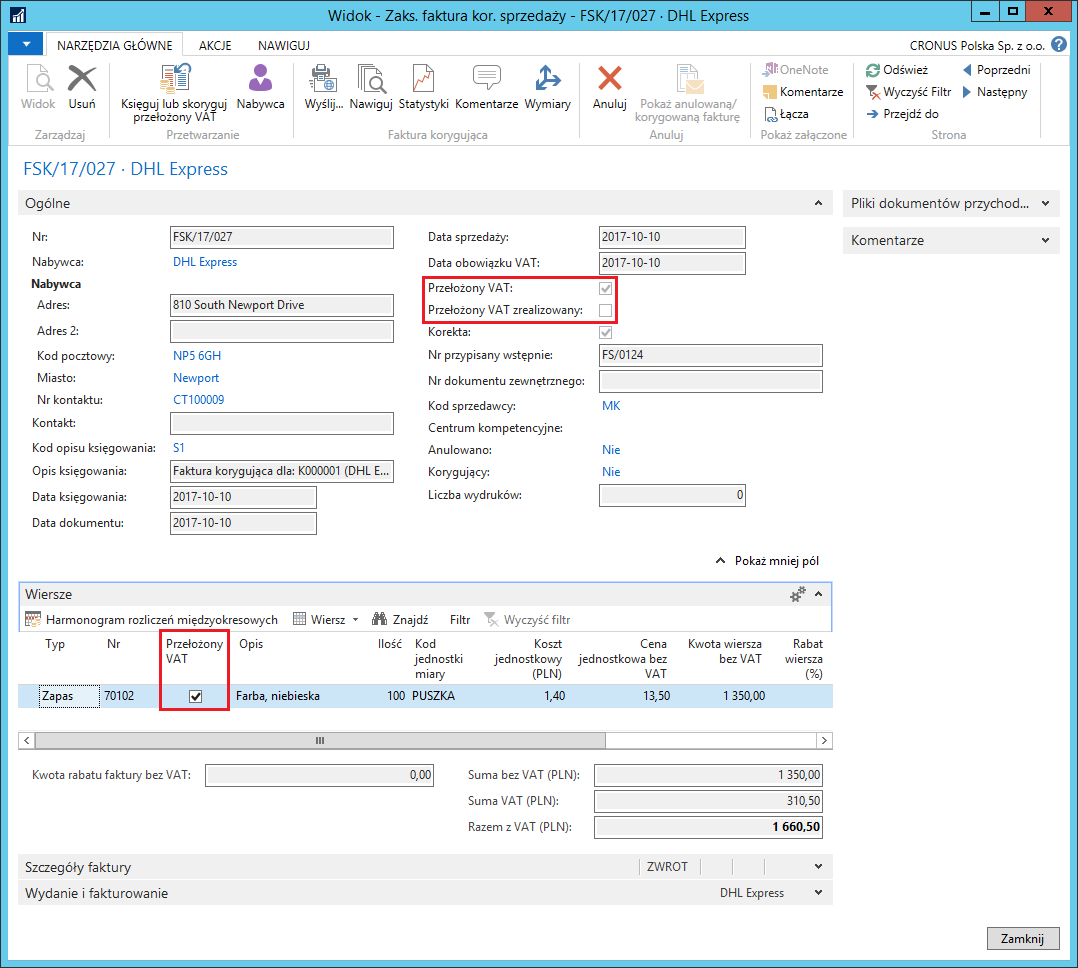 Widok - Zaks. faktura kor. sprzedaży - FSK/17/027 · DHL Express
NARZĘDZIA GŁÓWNE AKCJE NAWIGUJ CRONUS Polska Sp. z o.o.
Widok Usuń
Zarządzaj
Księguj lub skoryguj przełożony VAT
Nabywca
Przetwarzanie
Wyślij... Nawiguj Statystyki Komentarze Wymiary
Faktura korygująca
Anuluj
Pokaż anulowaną/ korygowaną fakturę
Anuluj
OneNote
Komentarze
Łącza
Pokaż załączone
Odśwież
Wyczyść Filtr
Przejdź do
Poprzedni
Następny
Strona
FSK/17/027 · DHL Express
Ogólne
Nr: FSK/17/027
Nabywca: DHL Express
Nabywca
Adres: 810 South Newport Drive
Adres 2:
Kod pocztowy: NP5 6GH
Miasto: Newport
Nr kontaktu: CT100009
Kontakt:
Kod opisu księgowania: S1
Opis księgowania: Faktura korygująca dla: K000001 (DHL E...
Data księgowania: 2017-10-10
Data dokumentu: 2017-10-10
Data sprzedaży: 2017-10-10
Data obowiązku VAT: 2017-10-10
Przełożony VAT:
Przełożony VAT zrealizowany:
Korekta:
Nr przypisany wstępnie: FS/0124
Nr dokumentu zewnętrznego:
Kod sprzedawcy: MK
Centrum kompetencyjne:
Anulowano: Nie
Korygujący: Nie
Liczba wydruków: 0
Pokaż mniej pól
Pliki dokumentów przychod...
Komentarze
Wiersze
Harmonogram rozliczeń międzyokresowych Wiersz Znajdź Filtr Wyczyść filtr
Typ Nr Przełożony VAT Opis Ilość Kod jednostki miary Koszt jednostkowy (PLN) Cena jednostkowa bez VAT Kwota wiersza bez VAT Rabat wiersza (%)
Zapas 70102 Farba, niebieska 100 PUSZKA 1,40 13,50 1 350,00
Kwota rabatu faktury bez VAT: 0,00
Suma bez VAT (PLN): 1 350,00
Suma VAT (PLN): 310,50
Razem z VAT (PLN): 1 660,50
Szczegóły faktury ZWROT
Wydanie i fakturowanie DHL Express
Zamknij